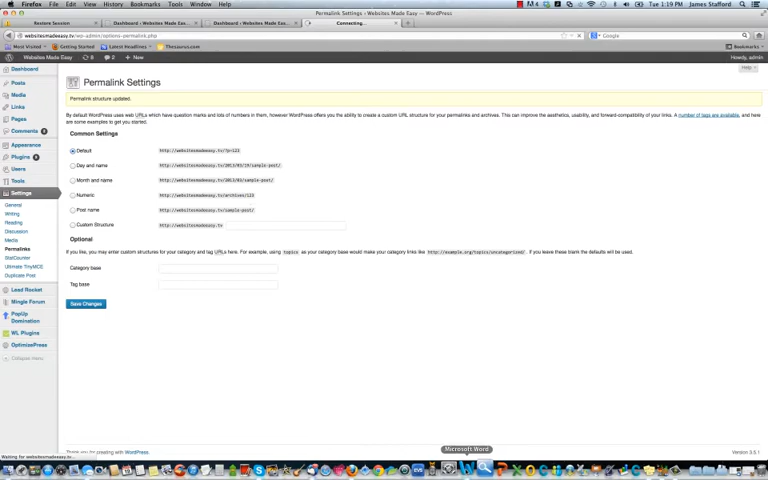 Firefox File Edit View History Bookmarks Tools Window Help
Tue 1:19 PM James Stafford
Permalink Settings ‹ Websites Made Easy — WordPress
Restore Session
Dashboard ‹ Websites Made Eas...
Dashboard ‹ Websites Made Eas...
Connecting...
websitesmadeeasy.tv/wp-admin/options-permalink.php
Google
Most Visited
Getting Started
Latest Headlines
Thesaurus.com
Bookmarks
Websites Made Easy
2
+ New
Howdy, admin
Help
Dashboard
Posts
Media
Links
Pages
Comments
Appearance
Plugins
Users
Tools
Settings
General
Writing
Reading
Discussion
Media
Permalinks
StatCounter
Ultimate TinyMCE
Duplicate Post
Lead Rocket
Mingle Forum
PopUp
Domination
WL Plugins
OptimizePress
Collapse menu
Permalink Settings
Permalink structure updated.
By default WordPress uses web URLs which have question marks and lots of numbers in them, however WordPress offers you the ability to create a custom URL structure for your permalinks and archives. This can improve the aesthetics, usability, and forward-compatibility of your links. A number of tags are available, and here
are some examples to get you started.
Common Settings
Default http://websitesmadeeasy.tv/?p=123
Day and name http://websitesmadeeasy.tv/2013/03/19/sample-post/
Month and name http://websitesmadeeasy.tv/2013/03/sample-post/
Numeric http://websitesmadeeasy.tv/archives/123
Post name http://websitesmadeeasy.tv/sample-post/
Custom Structure http://websitesmadeeasy.tv
Optional
If you like, you may enter custom structures for your category and tag URLs here. For example, using topics as your category base would make your category links like http://example.org/topics/uncategorized/. If you leave these blank the defaults will be used.
Category base
Tag base
Save Changes
Microsoft Word
Thank you for creating with WordPress.
Version 3.5.1
Waiting for websitesmadeeasy.tv...